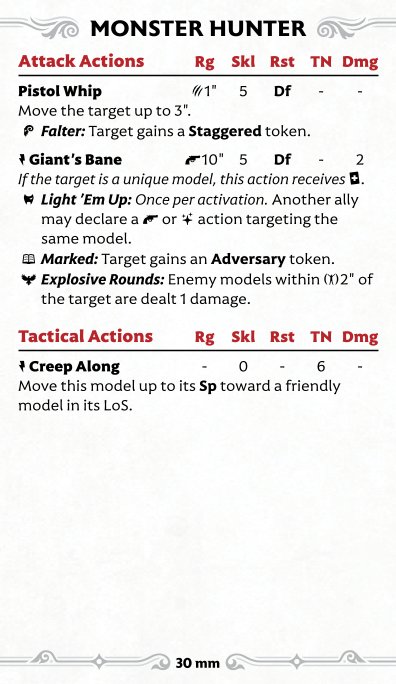 MONSTER HUNTER
Attack Actions Rg Skl Rst TN Dmg
Pistol Whip 1" 5 Df - -
Move the target up to 3".
Falter: Target gains a Staggered token.
Giant's Bane 10" 5 Df - 2
If the target is a unique model, this action receives .
Light 'Em Up: Once per activation. Another ally
may declare a or action targeting the
same model.
Marked: Target gains an Adversary token.
Explosive Rounds: Enemy models within 2" of
the target are dealt 1 damage.
Tactical Actions Rg Skl Rst TN Dmg
Creep Along - 0 - 6 -
Move this model up to its Sp toward a friendly
model in its LoS.
30 mm